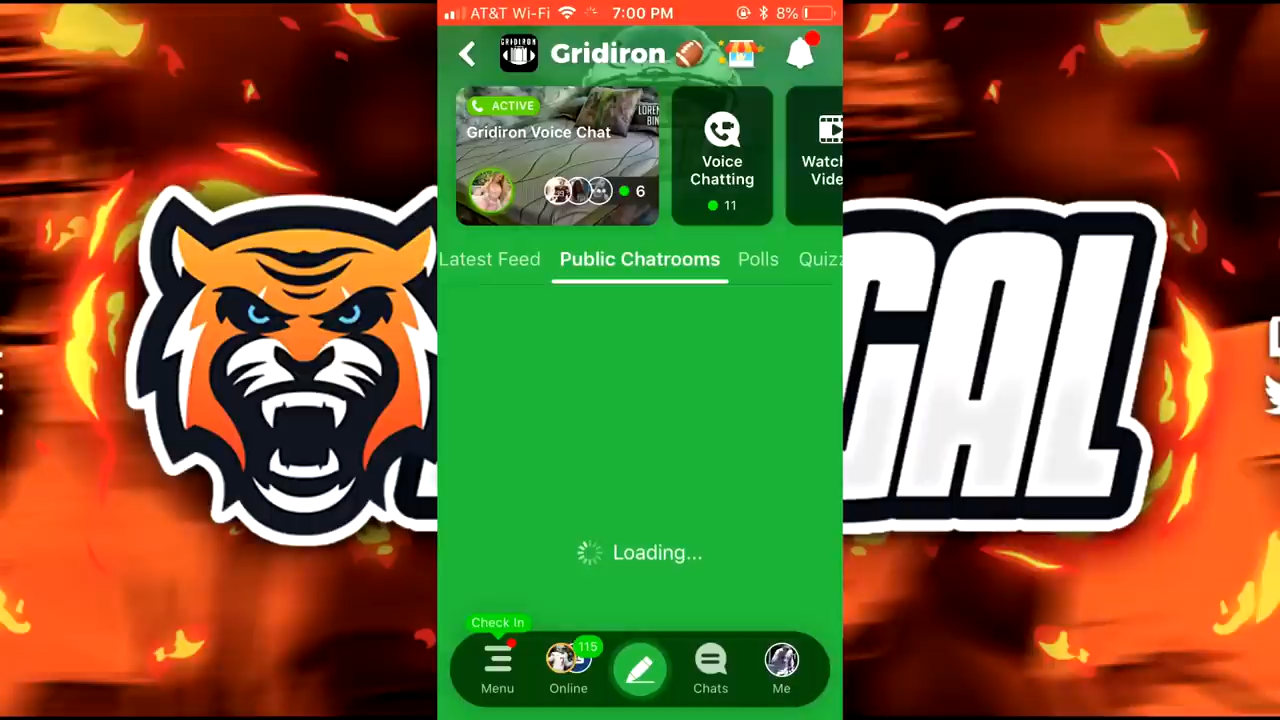 AT&T Wi-Fi 7:00 PM 8%
GRIDIRON
Gridiron
ACTIVE
Gridiron Voice Chat
6
Voice
Chatting
11
Latest Feed Public Chatrooms Polls
Loading...
Check In
115
Menu Online Chats Me